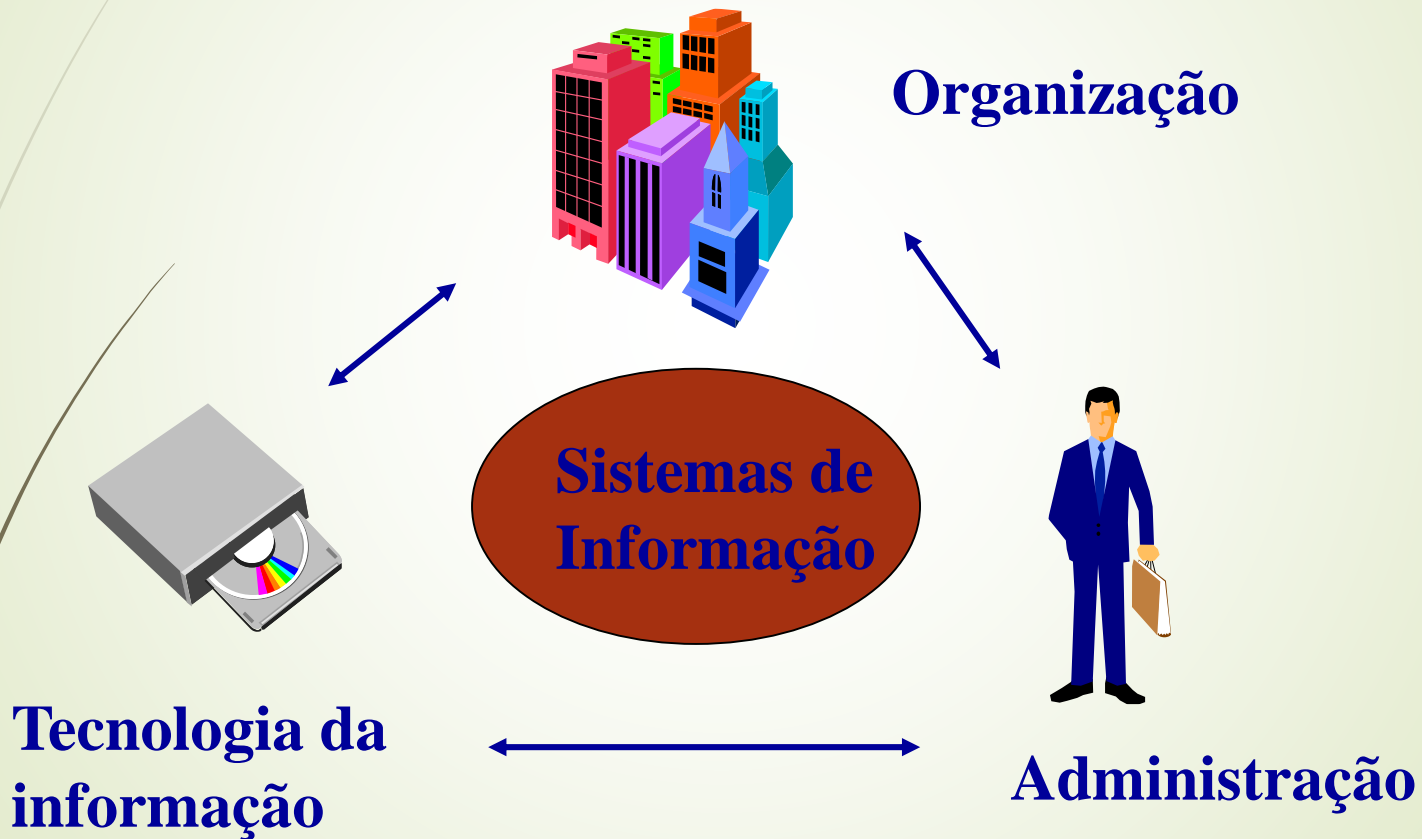 Organização
Sistemas de
Informação
Tecnologia da
informação
Administração